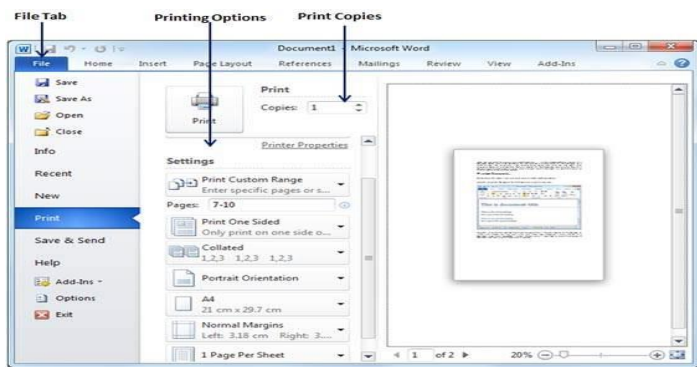 File Tab
Printing Options
Print Copies
Document1 - Microsoft Word
File Home Insert Page Layout References Mailings Review View Add-Ins
Save
Save As
Open
Close
Info
Recent
New
Print
Save & Send
Help
Add-Ins
Options
Exit
Print
Print
Copies: 1
Printer Properties
Settings
Print Custom Range
Enter specific pages or s...
Pages: 7-10
Print One Sided
Only print on one side o...
Collated
1,2,3 1,2,3 1,2,3
Portrait Orientation
A4
21 cm x 29.7 cm
Normal Margins
Left: 3.18 cm Right: 3....
1 Page Per Sheet
1 of 2
20%